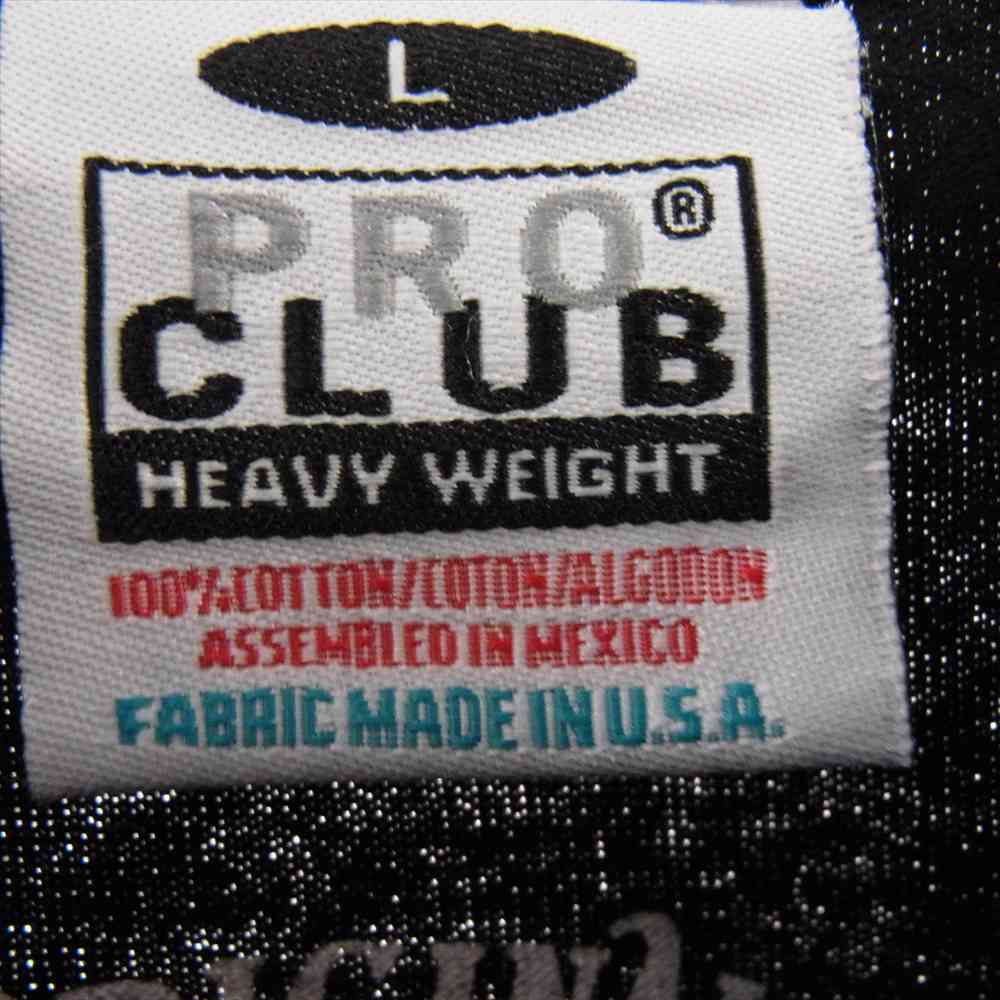 L
PRO®
CLUB
HEAVY WEIGHT
100%COTTON/COTON/ALGODON
ASSEMBLED IN MEXICO
FABRIC MADE IN U.S.A.